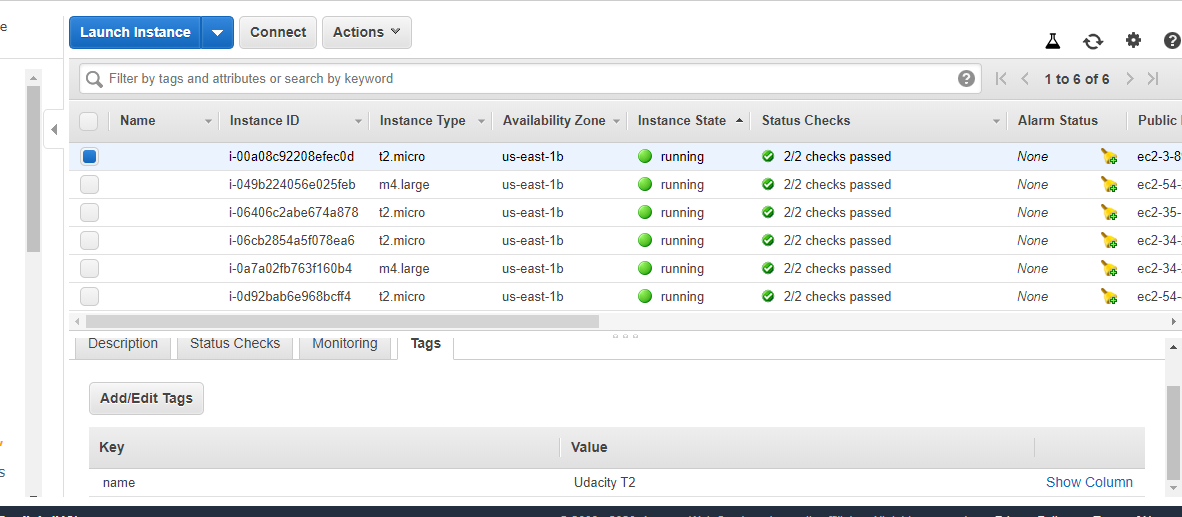 e
Launch Instance Connect Actions
Filter by tags and attributes or search by keyword 1 to 6 of 6
Name Instance ID Instance Type Availability Zone Instance State Status Checks Alarm Status Public
i-00a08c92208efec0d t2.micro us-east-1b running 2/2 checks passed None ec2-3-8
i-049b224056e025feb m4.large us-east-1b running 2/2 checks passed None ec2-54-
i-06406c2abe674a878 t2.micro us-east-1b running 2/2 checks passed None ec2-35-
i-06cb2854a5f078ea6 t2.micro us-east-1b running 2/2 checks passed None ec2-34-
i-0a7a02fb763f160b4 m4.large us-east-1b running 2/2 checks passed None ec2-34-
i-0d92bab6e968bcff4 t2.micro us-east-1b running 2/2 checks passed None ec2-54-
Description Status Checks Monitoring Tags
Add/Edit Tags
Key Value
name Udacity T2 Show Column
s